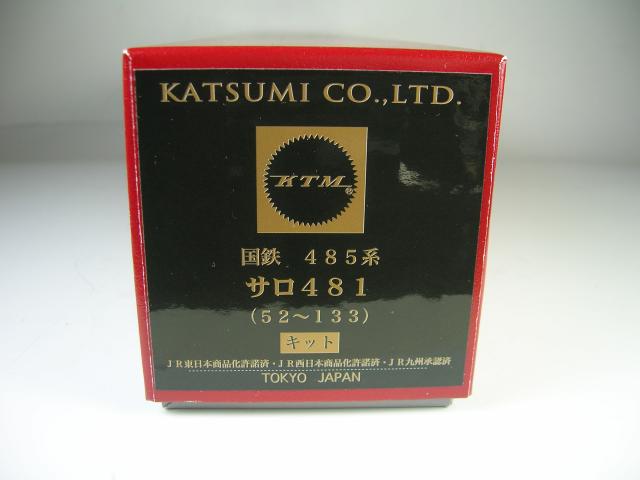 KATSUMI CO.,LTD.
KTM®
国鉄　485系
サロ481
(52～133)
キット
JR東日本商品化許諾済・JR西日本商品化許諾済・JR九州承認済
TOKYO JAPAN